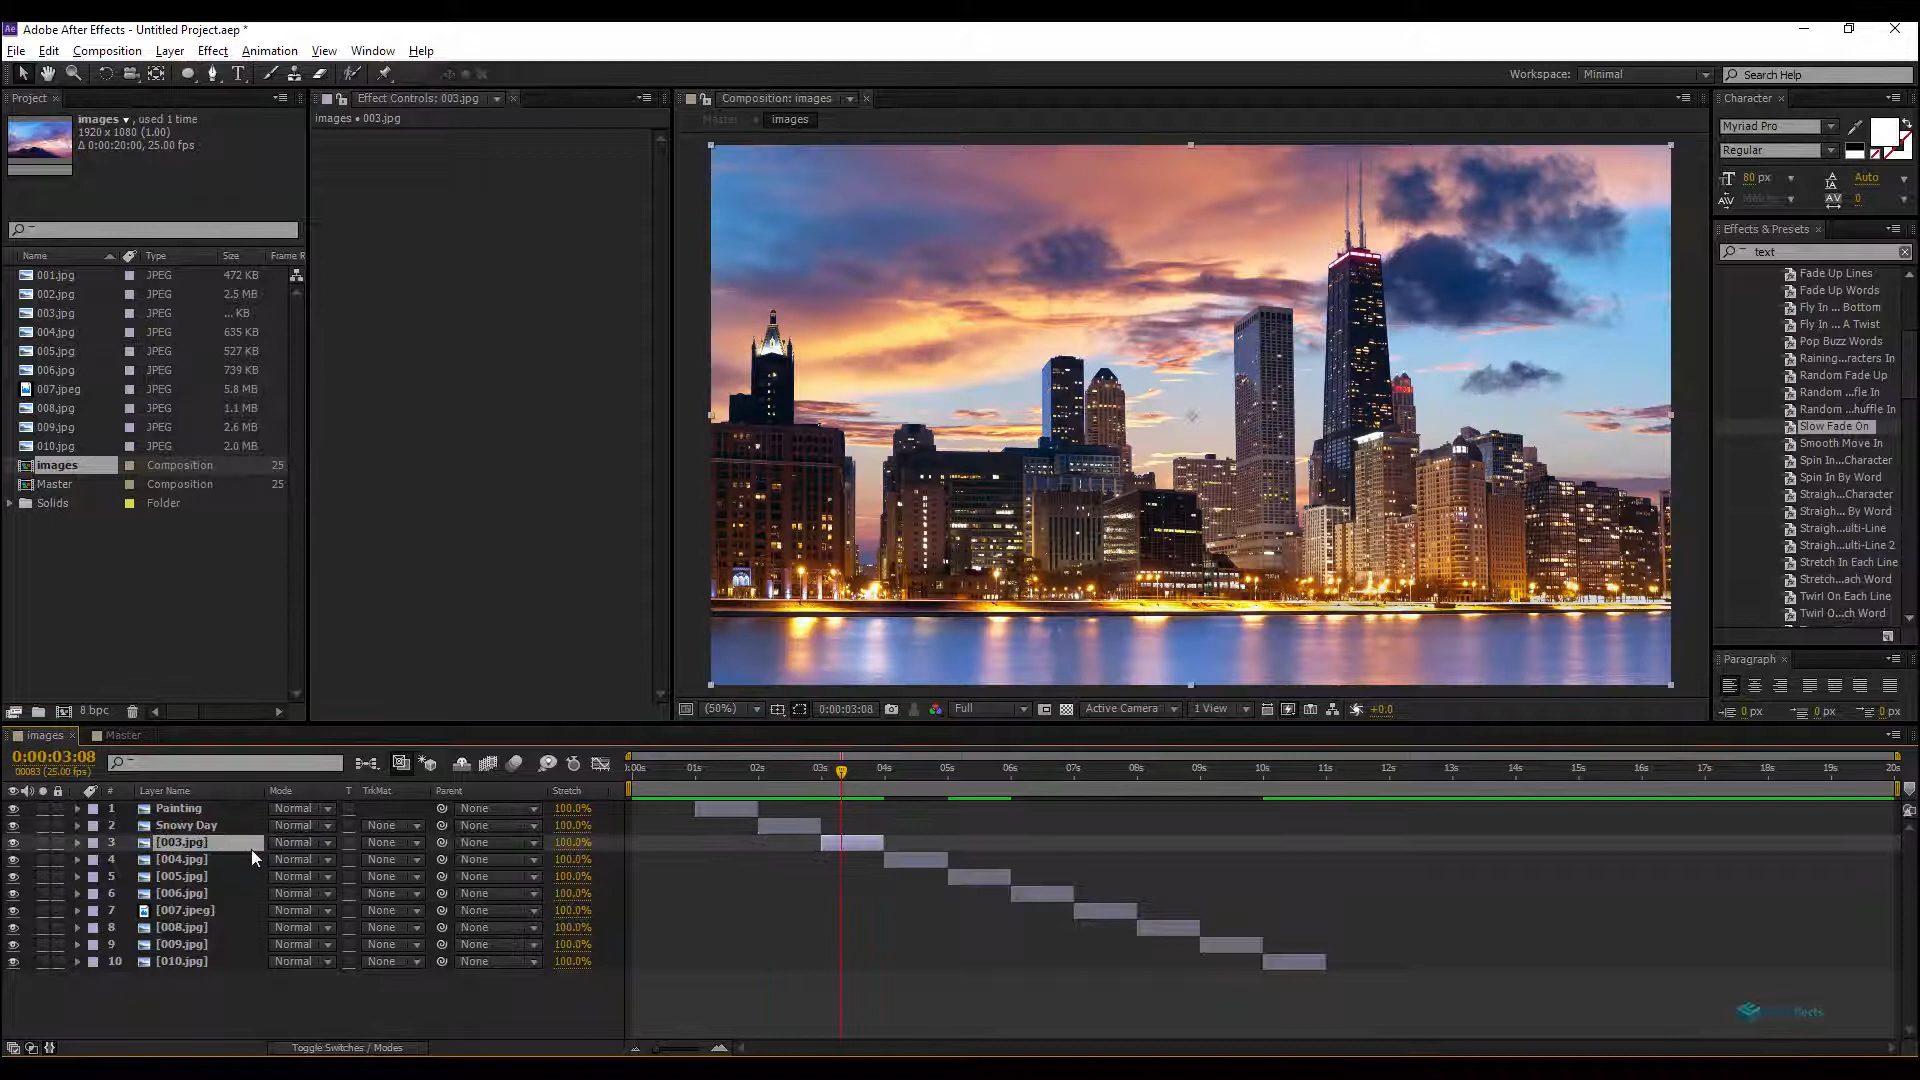 Ae Adobe After Effects - Untitled Project.aep *
File Edit Composition Layer Effect Animation View Window Help
Workspace: Minimal Search Help
Project
images ▾, used 1 time
1920 x 1080 (1.00)
Δ 0:00:20:00, 25.00 fps
Name Type Size Frame R
001.jpg JPEG 472 KB
002.jpg JPEG 2.5 MB
003.jpg JPEG ... KB
004.jpg JPEG 635 KB
005.jpg JPEG 527 KB
006.jpg JPEG 739 KB
007.jpeg JPEG 5.8 MB
008.jpg JPEG 1.1 MB
009.jpg JPEG 2.6 MB
010.jpg JPEG 2.0 MB
images Composition 25
Master Composition 25
Solids Folder
8 bpc
Effect Controls: 003.jpg
images • 003.jpg
Composition: images
Master images
(50%) 0:00:03:08 Full Active Camera 1 View +0.0
Character
Myriad Pro
Regular
80 px Auto
Metrics 0
Effects & Presets
text
Fade Up Lines
Fade Up Words
Fly In ... Bottom
Fly In ... A Twist
Pop Buzz Words
Raining...racters In
Random Fade Up
Random ...fle In
Random ...huffle In
Slow Fade On
Smooth Move In
Spin In...Character
Spin In By Word
Straigh...Character
Straigh... By Word
Straigh...ulti-Line
Straigh...ulti-Line 2
Stretch In Each Line
Stretch...ach Word
Twirl On Each Line
Twirl O...ch Word
Paragraph
0 px 0 px 0 px
images Master
0:00:03:08
00083 (25.00 fps)
:00s 01s 02s 03s 04s 05s 06s 07s 08s 09s 10s 11s 12s 13s 14s 15s 16s 17s 18s 19s 20s
# Layer Name Mode T TrkMat Parent Stretch
1 Painting Normal None 100.0%
2 Snowy Day Normal None None 100.0%
3 [003.jpg] Normal None None 100.0%
4 [004.jpg] Normal None None 100.0%
5 [005.jpg] Normal None None 100.0%
6 [006.jpg] Normal None None 100.0%
7 [007.jpeg] Normal None None 100.0%
8 [008.jpg] Normal None None 100.0%
9 [009.jpg] Normal None None 100.0%
10 [010.jpg] Normal None None 100.0%
Toggle Switches / Modes